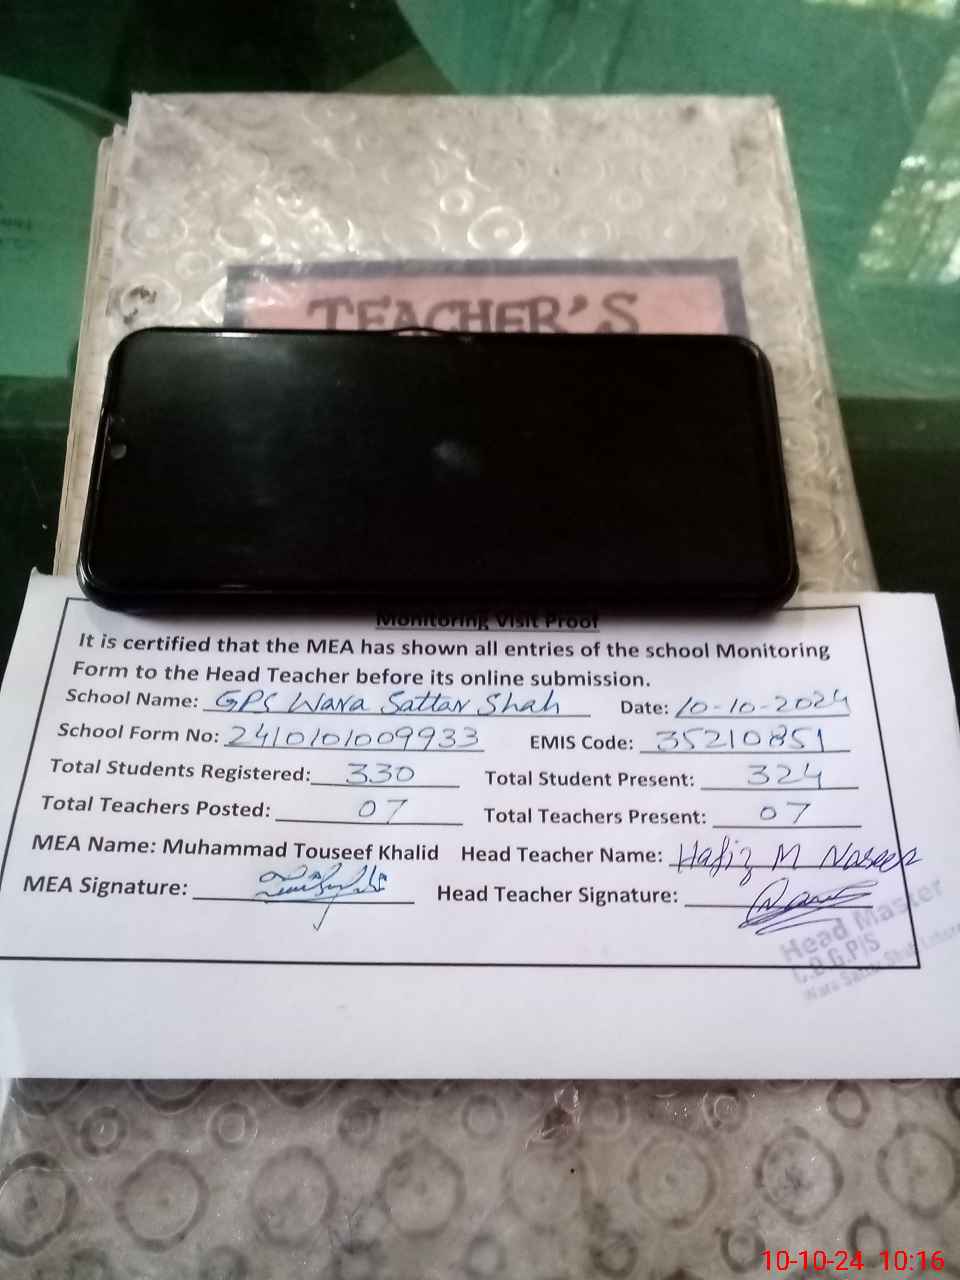 TEACHER'S
Monitoring Visit Proof
It is certified that the MEA has shown all entries of the school Monitoring
Form to the Head Teacher before its online submission.
School Name: GPS Wara Sattar Shah Date: 10-10-2024
School Form No: 2410101009933 EMIS Code: 35210851
Total Students Registered: 330 Total Student Present: 324
Total Teachers Posted: 07 Total Teachers Present: 07
MEA Name: Muhammad Touseef Khalid Head Teacher Name: Hafiz M Naseer
MEA Signature: Head Teacher Signature:
Head Master
C.D.G.P/S
Wara Sattar Shah
10-10-24 10:16